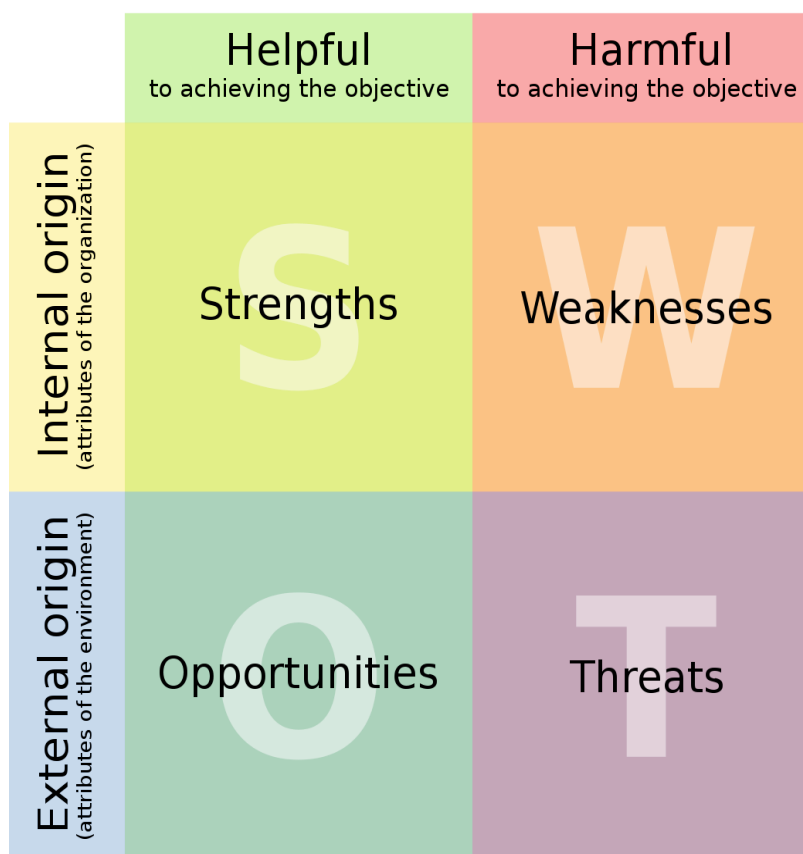 Helpful
to achieving the objective
Harmful
to achieving the objective
Internal origin
(attributes of the organization)
S
Strengths
W
Weaknesses
External origin
(attributes of the environment)
O
Opportunities
T
Threats